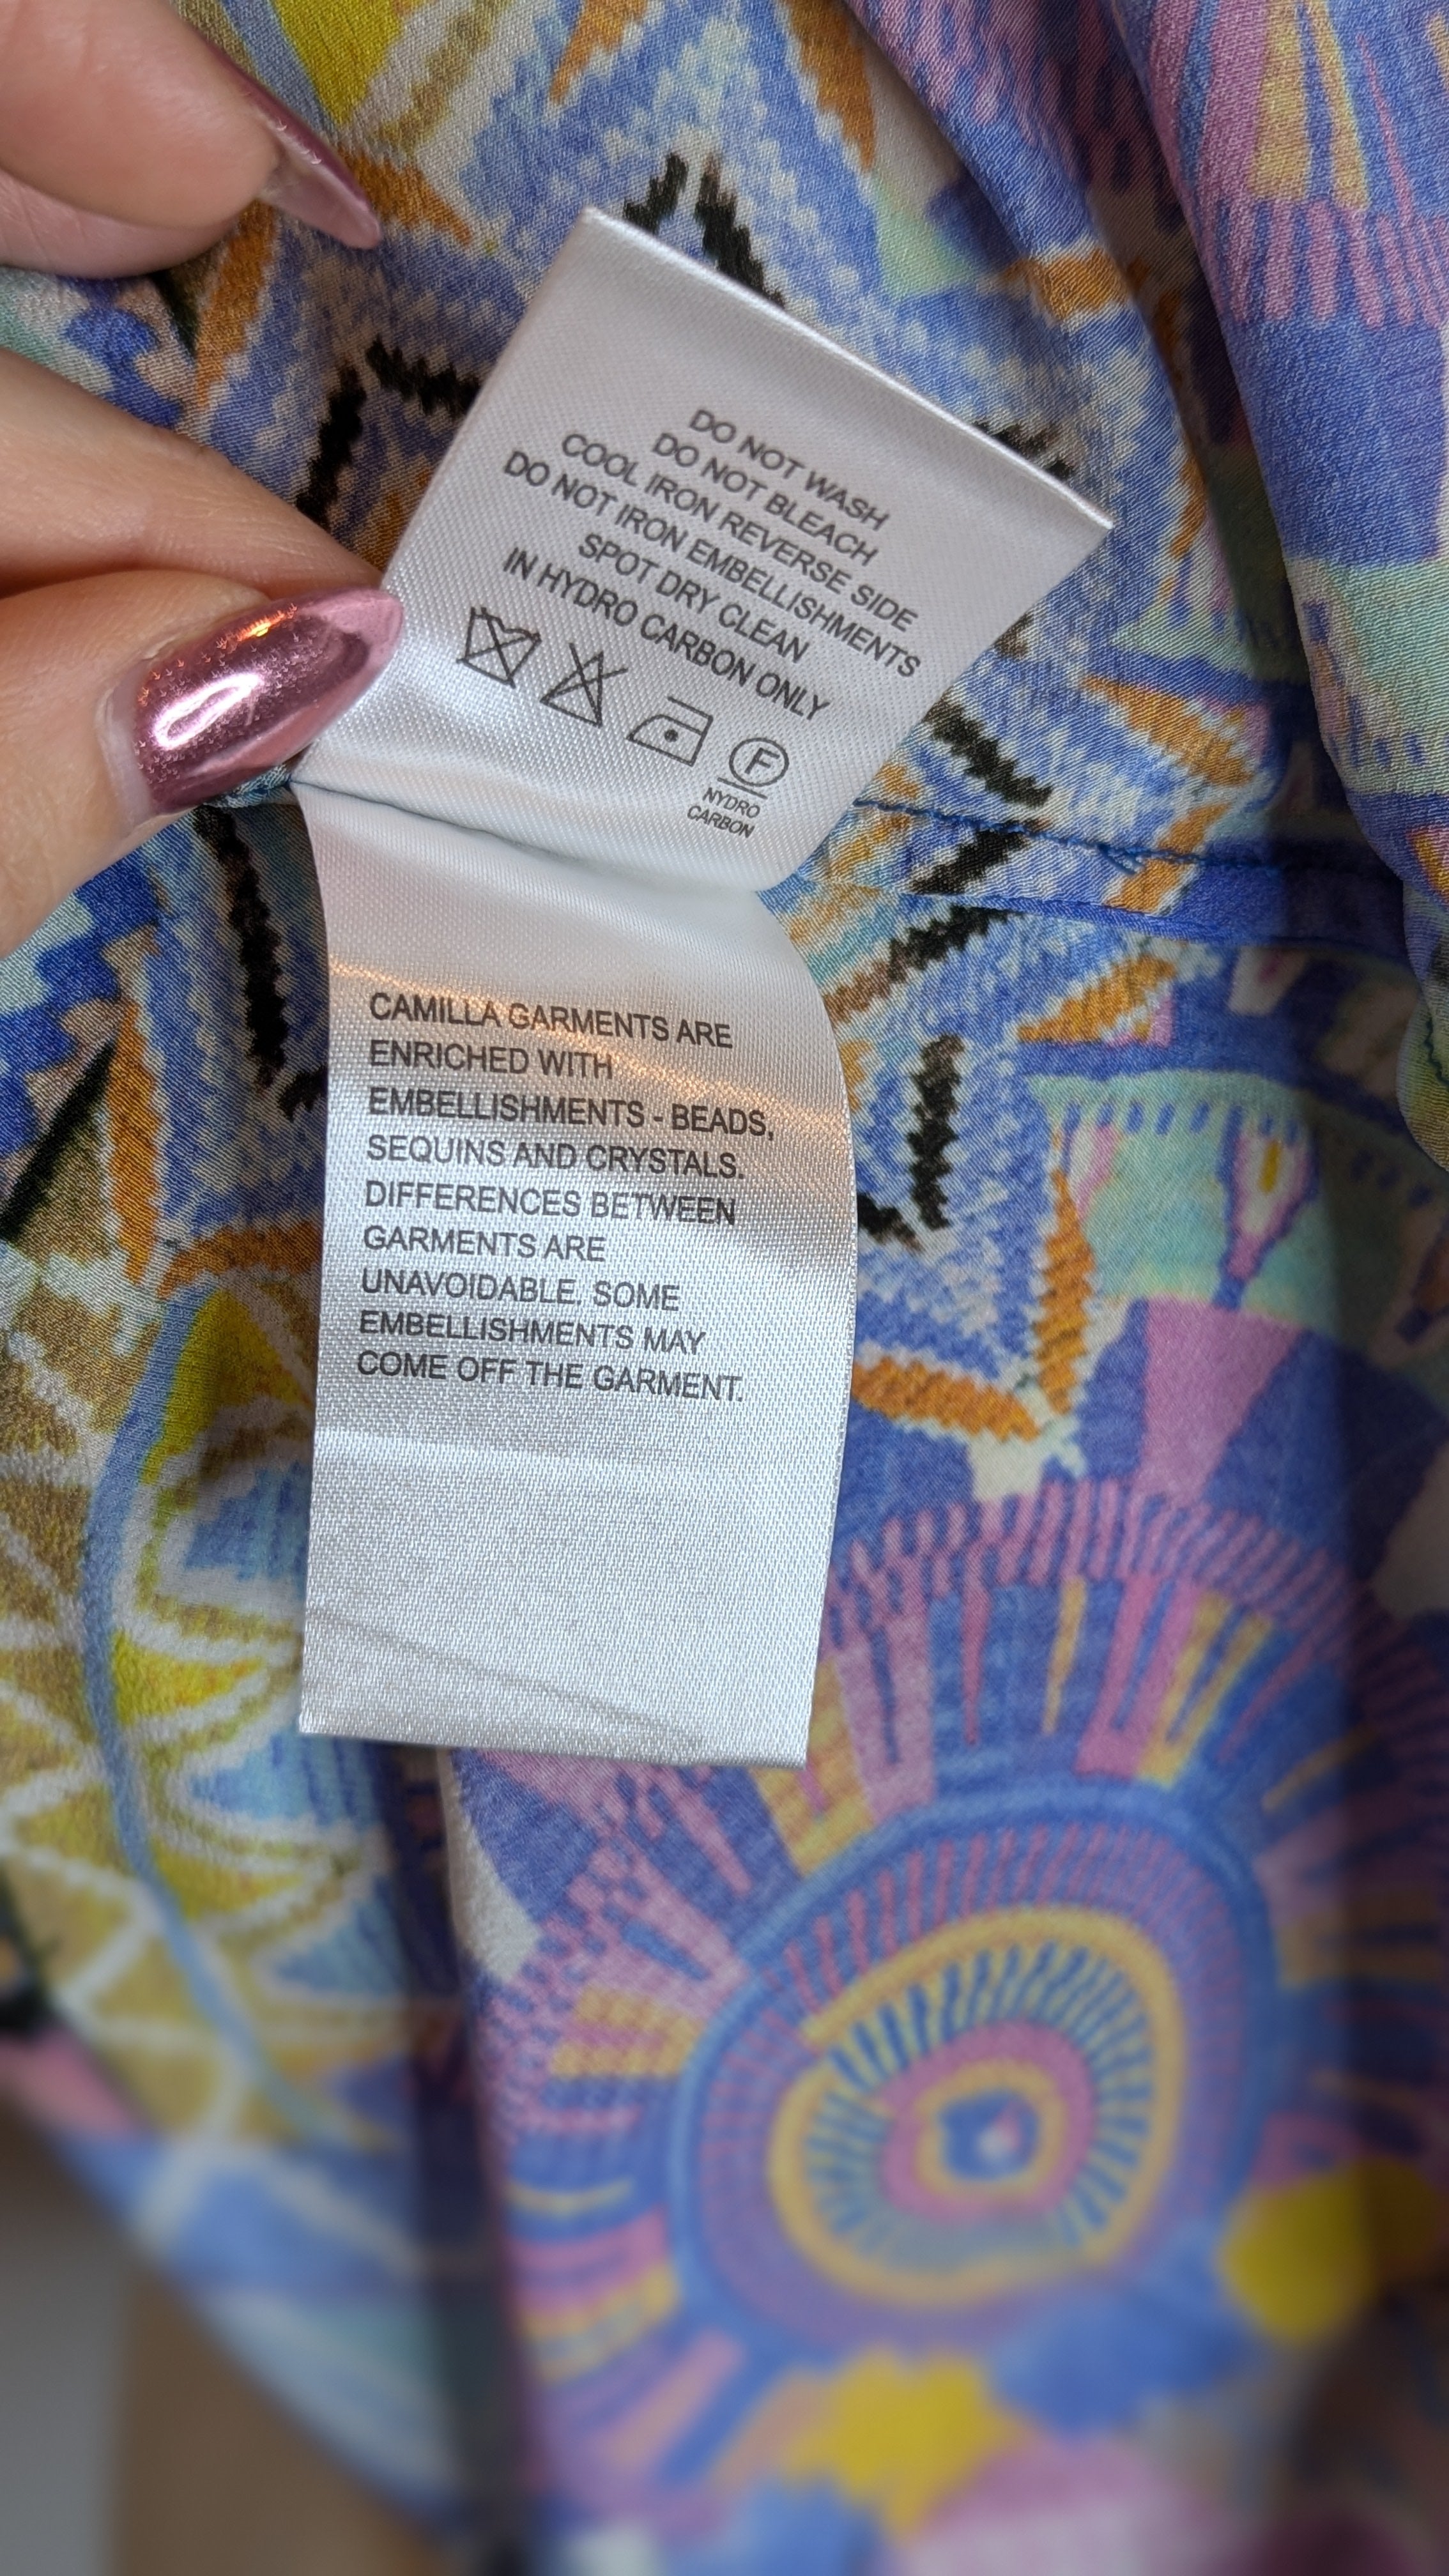 DO NOT WASH
DO NOT BLEACH
COOL IRON REVERSE SIDE
DO NOT IRON EMBELLISHMENTS
SPOT DRY CLEAN
IN HYDRO CARBON ONLY
F
NYDRO
CARBON
CAMILLA GARMENTS ARE
ENRICHED WITH
EMBELLISHMENTS - BEADS,
SEQUINS AND CRYSTALS.
DIFFERENCES BETWEEN
GARMENTS ARE
UNAVOIDABLE. SOME
EMBELLISHMENTS MAY
COME OFF THE GARMENT.